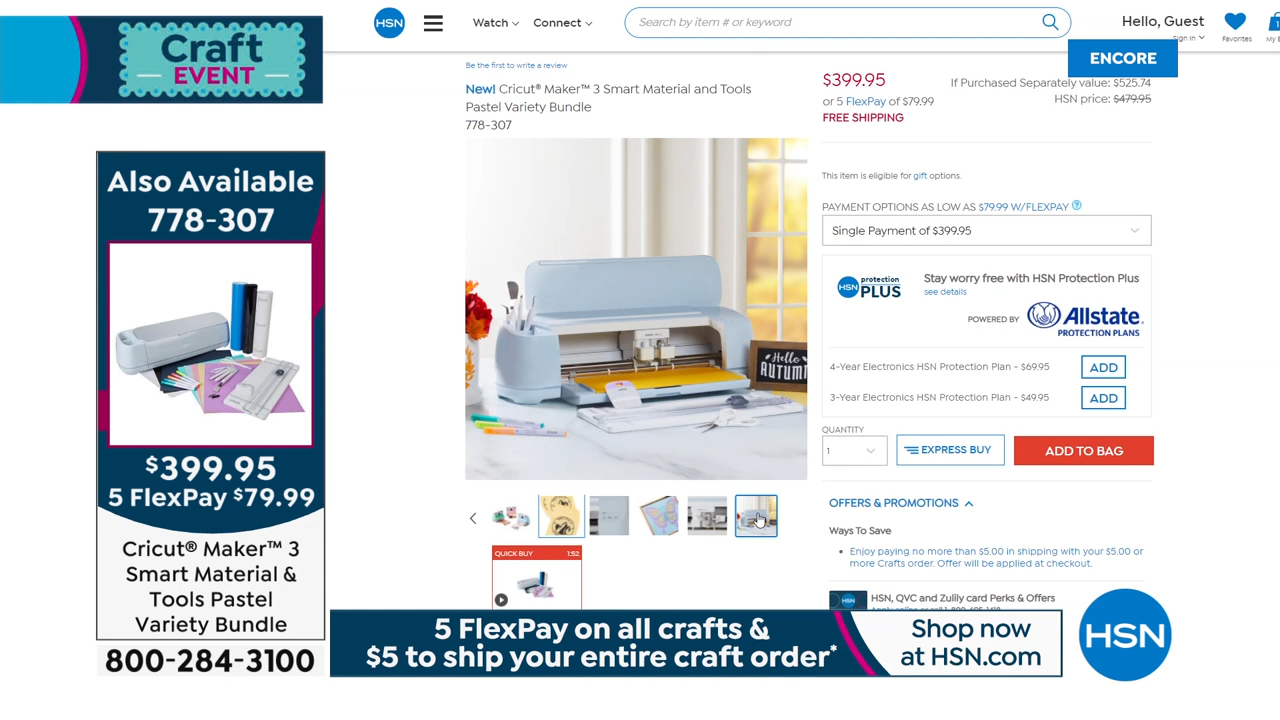 Craft
EVENT
HSN
Watch
Connect
Search by item # or keyword
Hello, Guest
Sign In
Favorites
ENCORE
Also Available
778-307
$399.95
5 FlexPay $79.99
Cricut® Maker™ 3
Smart Material &
Tools Pastel
Variety Bundle
800-284-3100
Be the first to write a review
New! Cricut® Maker™ 3 Smart Material and Tools
Pastel Variety Bundle
778-307
Hello
AUTUMN
QUICK BUY 1:52
$399.95
If Purchased Separately value: $525.74
or 5 FlexPay of $79.99
HSN price: $479.95
FREE SHIPPING
This item is eligible for gift options.
PAYMENT OPTIONS AS LOW AS $79.99 W/FLEXPAY ?
Single Payment of $399.95
HSN protection PLUS
Stay worry free with HSN Protection Plus
see details
POWERED BY Allstate.
PROTECTION PLANS
4-Year Electronics HSN Protection Plan - $69.95 ADD
3-Year Electronics HSN Protection Plan - $49.95 ADD
QUANTITY
1
EXPRESS BUY
ADD TO BAG
OFFERS & PROMOTIONS
Ways To Save
• Enjoy paying no more than $5.00 in shipping with your $5.00 or
more Crafts order. Offer will be applied at checkout.
HSN
HSN, QVC and Zulily card Perks & Offers
5 FlexPay on all crafts &
$5 to ship your entire craft order*
Shop now
at HSN.com
HSN